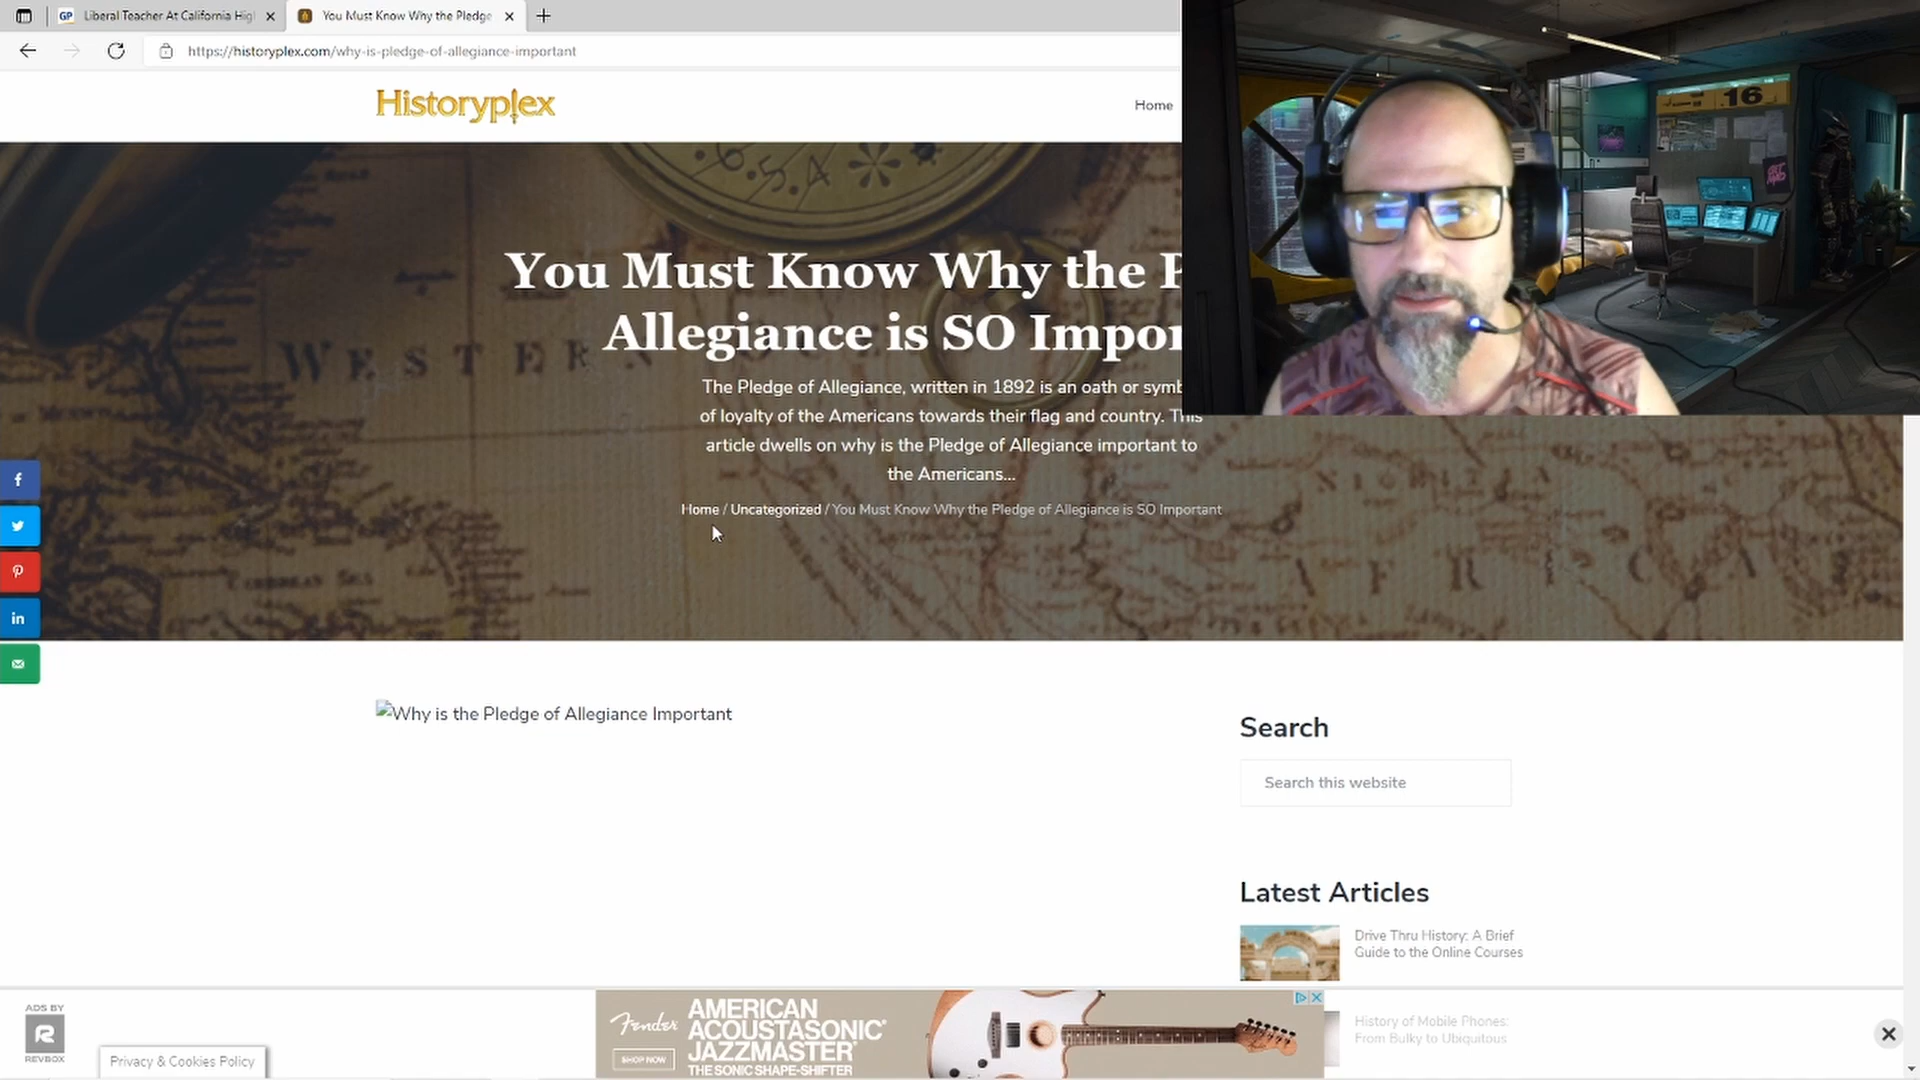 GP Liberal Teacher At California Hig
You Must Know Why the Pledge
https://historyplex.com/why-is-pledge-of-allegiance-important
Historyplex
Home
16
.6.5.4
WESTERN
You Must Know Why the P
Allegiance is SO Impor
The Pledge of Allegiance, written in 1892 is an oath or symb
of loyalty of the Americans towards their flag and country. This
article dwells on why is the Pledge of Allegiance important to
the Americans...
Home / Uncategorized / You Must Know Why the Pledge of Allegiance is SO Important
Why is the Pledge of Allegiance Important
Search
Search this website
Latest Articles
Drive Thru History: A Brief
Guide to the Online Courses
History of Mobile Phones:
From Bulky to Ubiquitous
ADS BY
REVBOX
Privacy & Cookies Policy
Fender
SHOP NOW
AMERICAN
ACOUSTASONIC®
JAZZMASTER®
THE SONIC SHAPE-SHIFTER